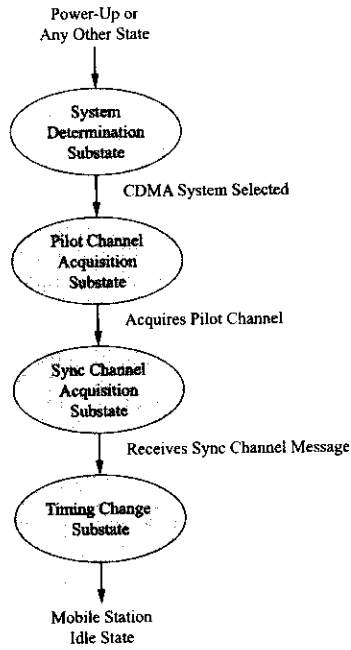 Power-Up or
Any Other State
System
Determination
Substate
CDMA System Selected
Pilot Channel
Acquisition
Substate
Acquires Pilot Channel
Sync Channel
Acquisition
Substate
Receives Sync Channel Message
Timing Change
Substate
Mobile Station
Idle State